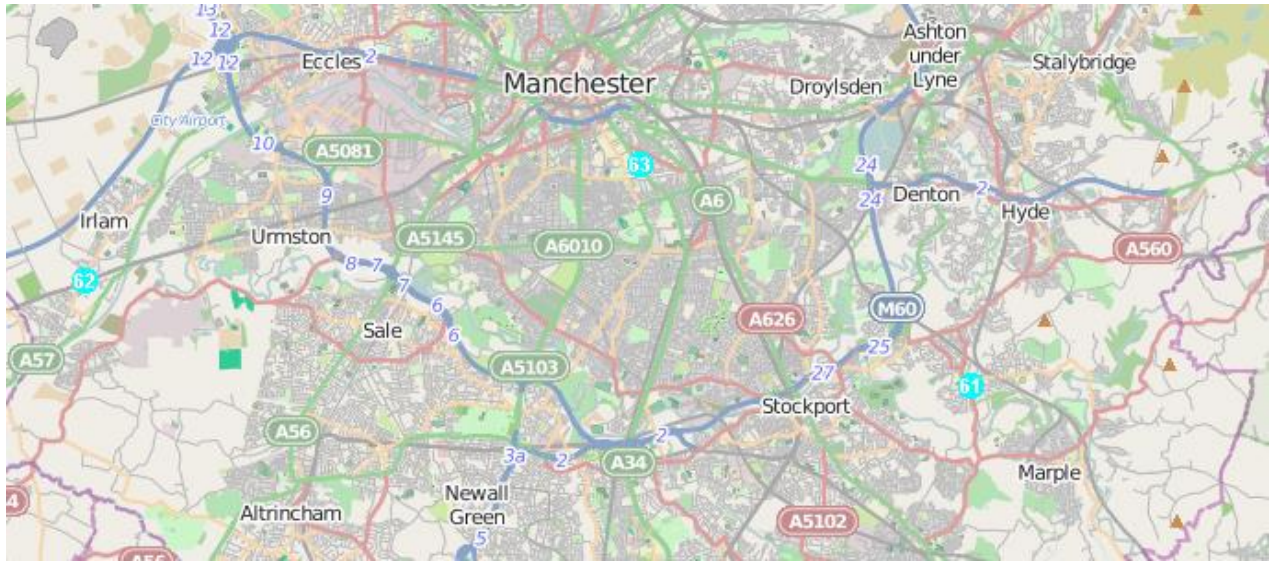 13
12
12 12
Eccles 2
Manchester
Ashton
under
Lyne
Stalybridge
Droylsden
City Airport
10
A5081
63
24
9
24
Denton 2
Hyde
A6
Irlam
Urmston
A5145
A6010
A560
8 7
7
62
6
6
Sale
A626
M60
25
A57
A5103
27
61
Stockport
A56
2
3a 2
A34
Marple
Newall
Green
Altrincham
A5102
5